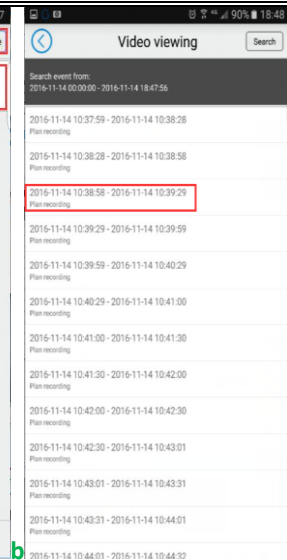 90% 18:48
Video viewing
Search
Search event from:
2016-11-14 00:00:00 - 2016-11-14 18:47:56
2016-11-14 10:37:59 - 2016-11-14 10:38:28
Plan recording
2016-11-14 10:38:28 - 2016-11-14 10:38:58
Plan recording
2016-11-14 10:38:58 - 2016-11-14 10:39:29
Plan recording
2016-11-14 10:39:29 - 2016-11-14 10:39:59
Plan recording
2016-11-14 10:39:59 - 2016-11-14 10:40:29
Plan recording
2016-11-14 10:40:29 - 2016-11-14 10:41:00
Plan recording
2016-11-14 10:41:00 - 2016-11-14 10:41:30
Plan recording
2016-11-14 10:41:30 - 2016-11-14 10:42:00
Plan recording
2016-11-14 10:42:00 - 2016-11-14 10:42:30
Plan recording
2016-11-14 10:42:30 - 2016-11-14 10:43:01
Plan recording
2016-11-14 10:43:01 - 2016-11-14 10:43:31
Plan recording
2016-11-14 10:43:31 - 2016-11-14 10:44:01
Plan recording
b
2016-11-14 10:44:01 - 2016-11-14 10:44:32